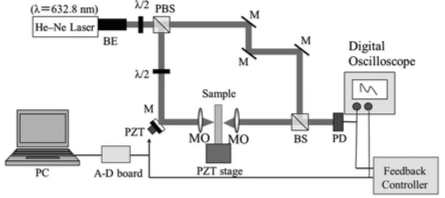 (λ=632.8 nm)
λ/2
PBS
He–Ne Laser
BE
M
M
M
M
λ/2
Digital
Oscilloscope
Sample
M
PZT
MO
MO
BS
PD
PZT stage
PC
A-D board
Feedback
Controller